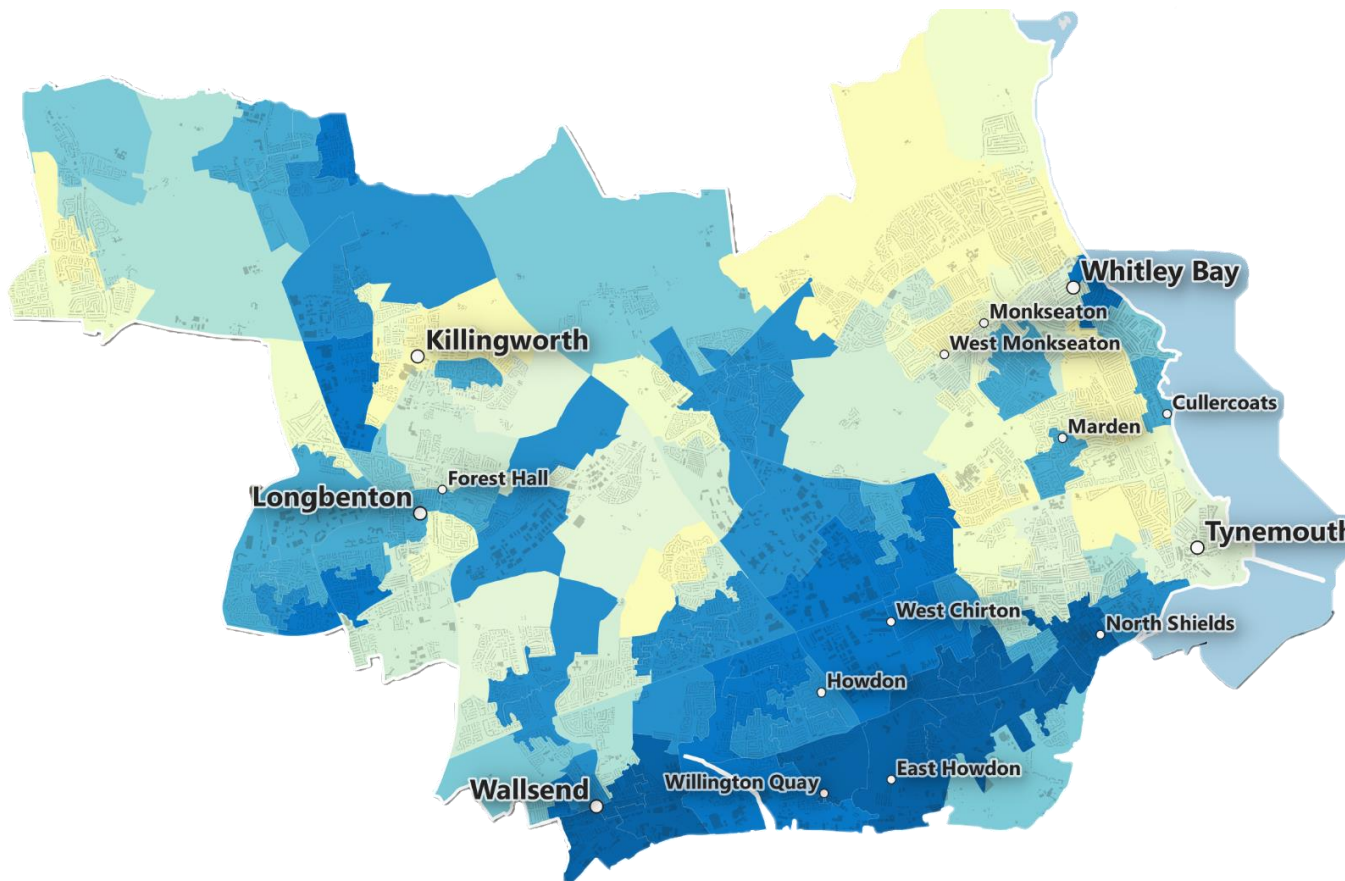 Whitley Bay
Monkseaton
Killingworth
West Monkseaton
Cullercoats
Marden
Forest Hall
Longbenton
Tynemouth
West Chirton
North Shields
Howdon
East Howdon
Willington Quay
Wallsend